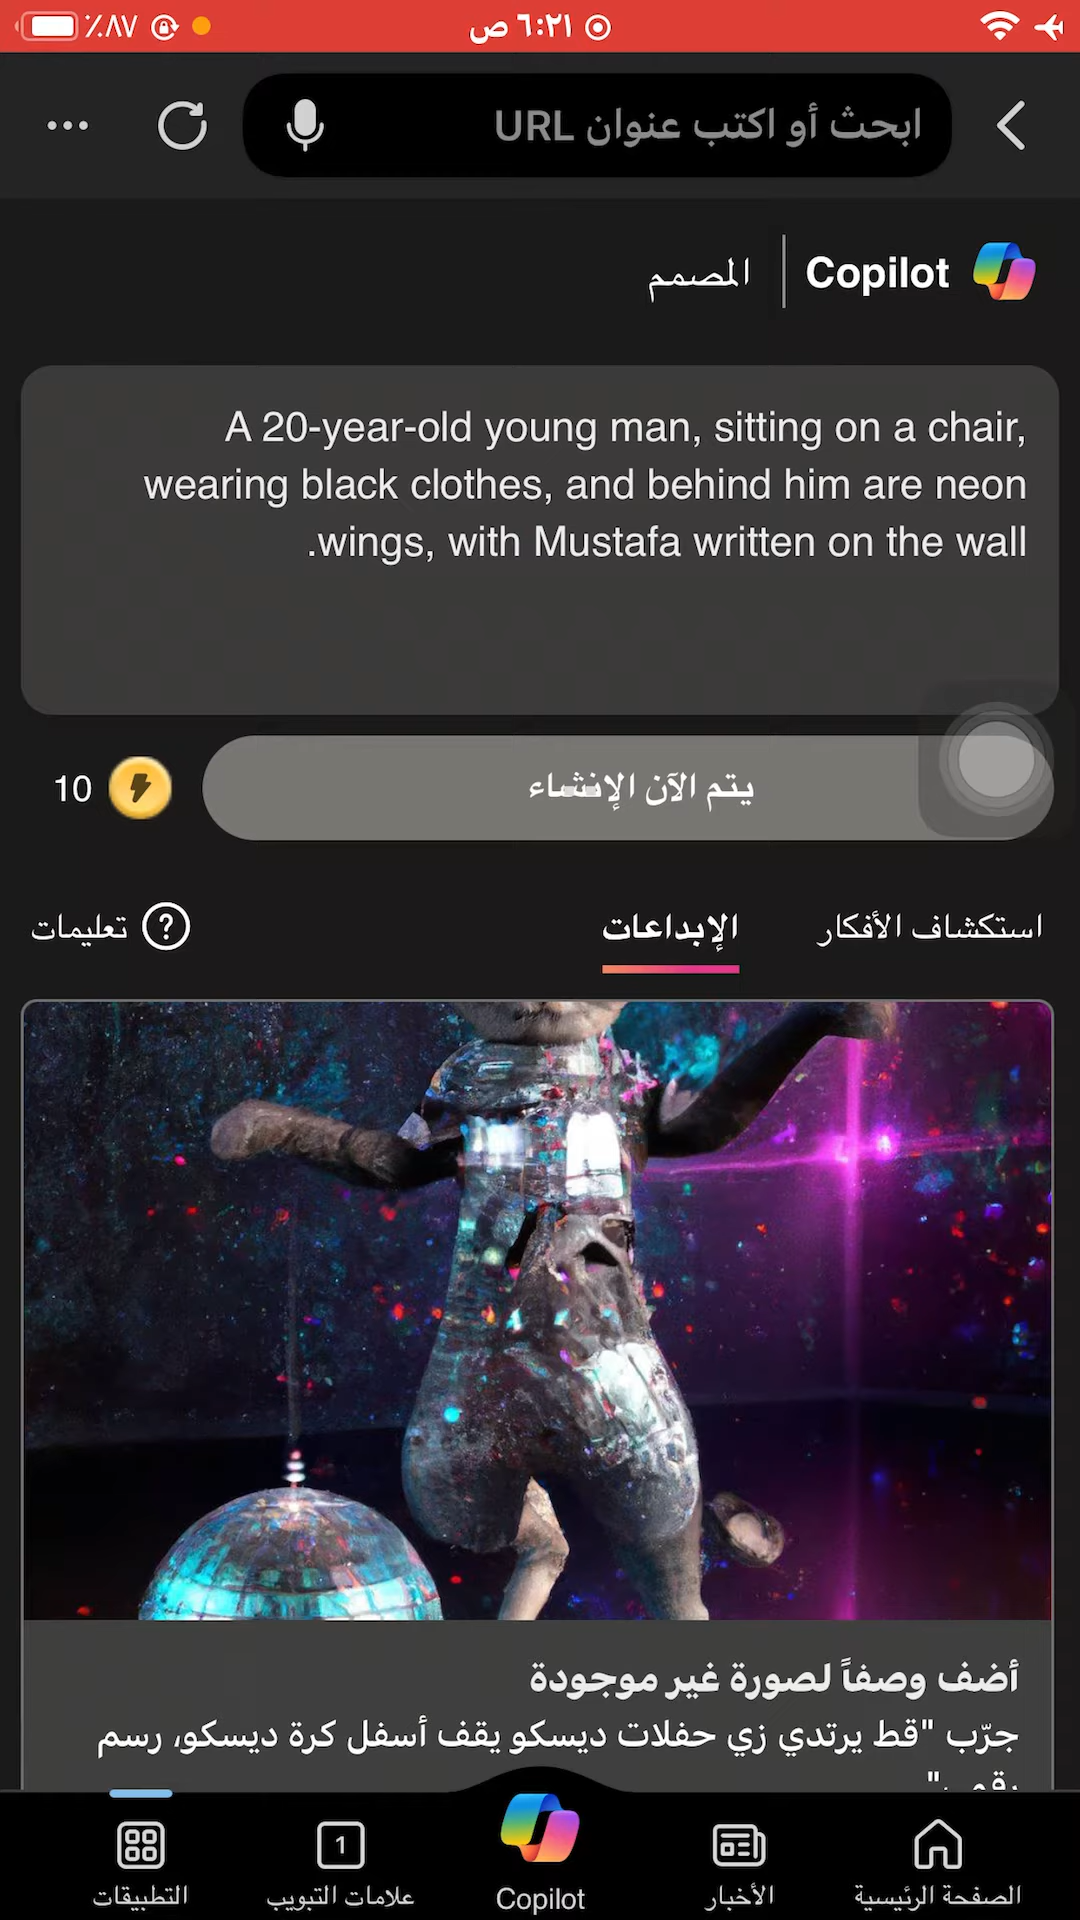 ٪٨٧ ٦:٢١ ص
ابحث أو اكتب عنوان URL
Copilot | المصمم
A 20-year-old young man, sitting on a chair,
wearing black clothes, and behind him are neon
.wings, with Mustafa written on the wall
يتم الآن الإنشاء
10
استكشاف الأفكار
الإبداعات
تعليمات
أضف وصفاً لصورة غير موجودة
جرّب "قط يرتدي زي حفلات ديسكو يقف أسفل كرة ديسكو، رسم
الصفحة الرئيسية
الأخبار
Copilot
1
علامات التبويب
التطبيقات